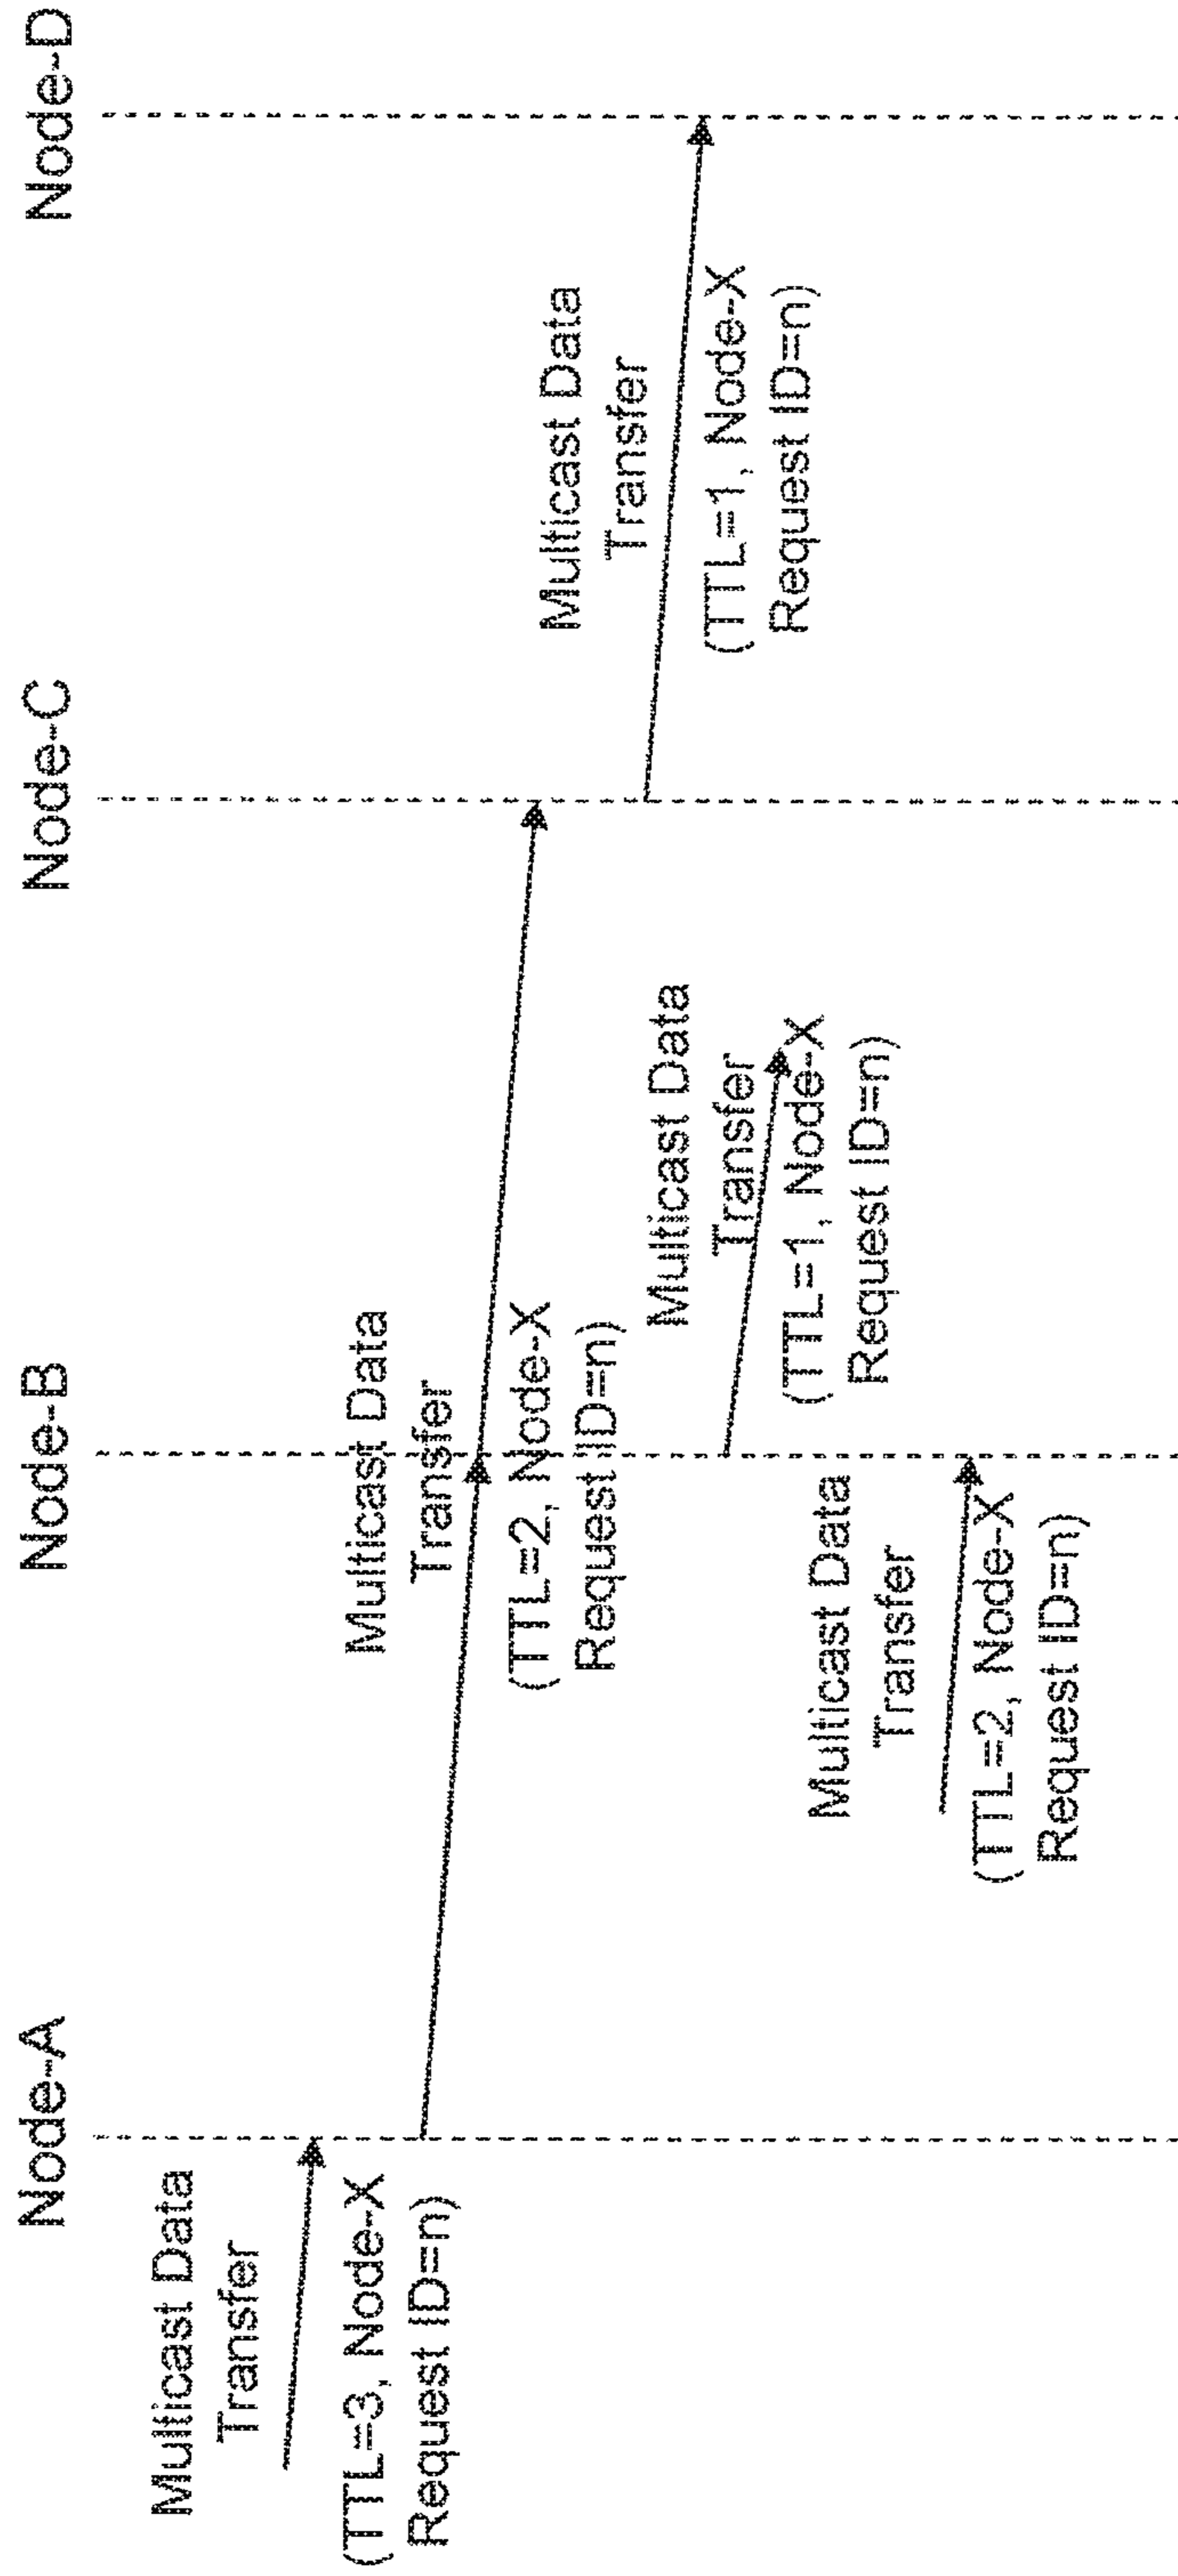 Node-A
Node-B
Node-C
Node-D
Multicast Data
Transfer
(TTL=3, Node-X
Request ID=n)
Multicast Data
Transfer
(TTL=2, Node-X
Request ID=n)
Multicast Data
Transfer
(TTL=1, Node-X
Request ID=n)
Multicast Data
Transfer
(TTL=1, Node-X
Request ID=n)
Multicast Data
Transfer
(TTL=2, Node-X
Request ID=n)